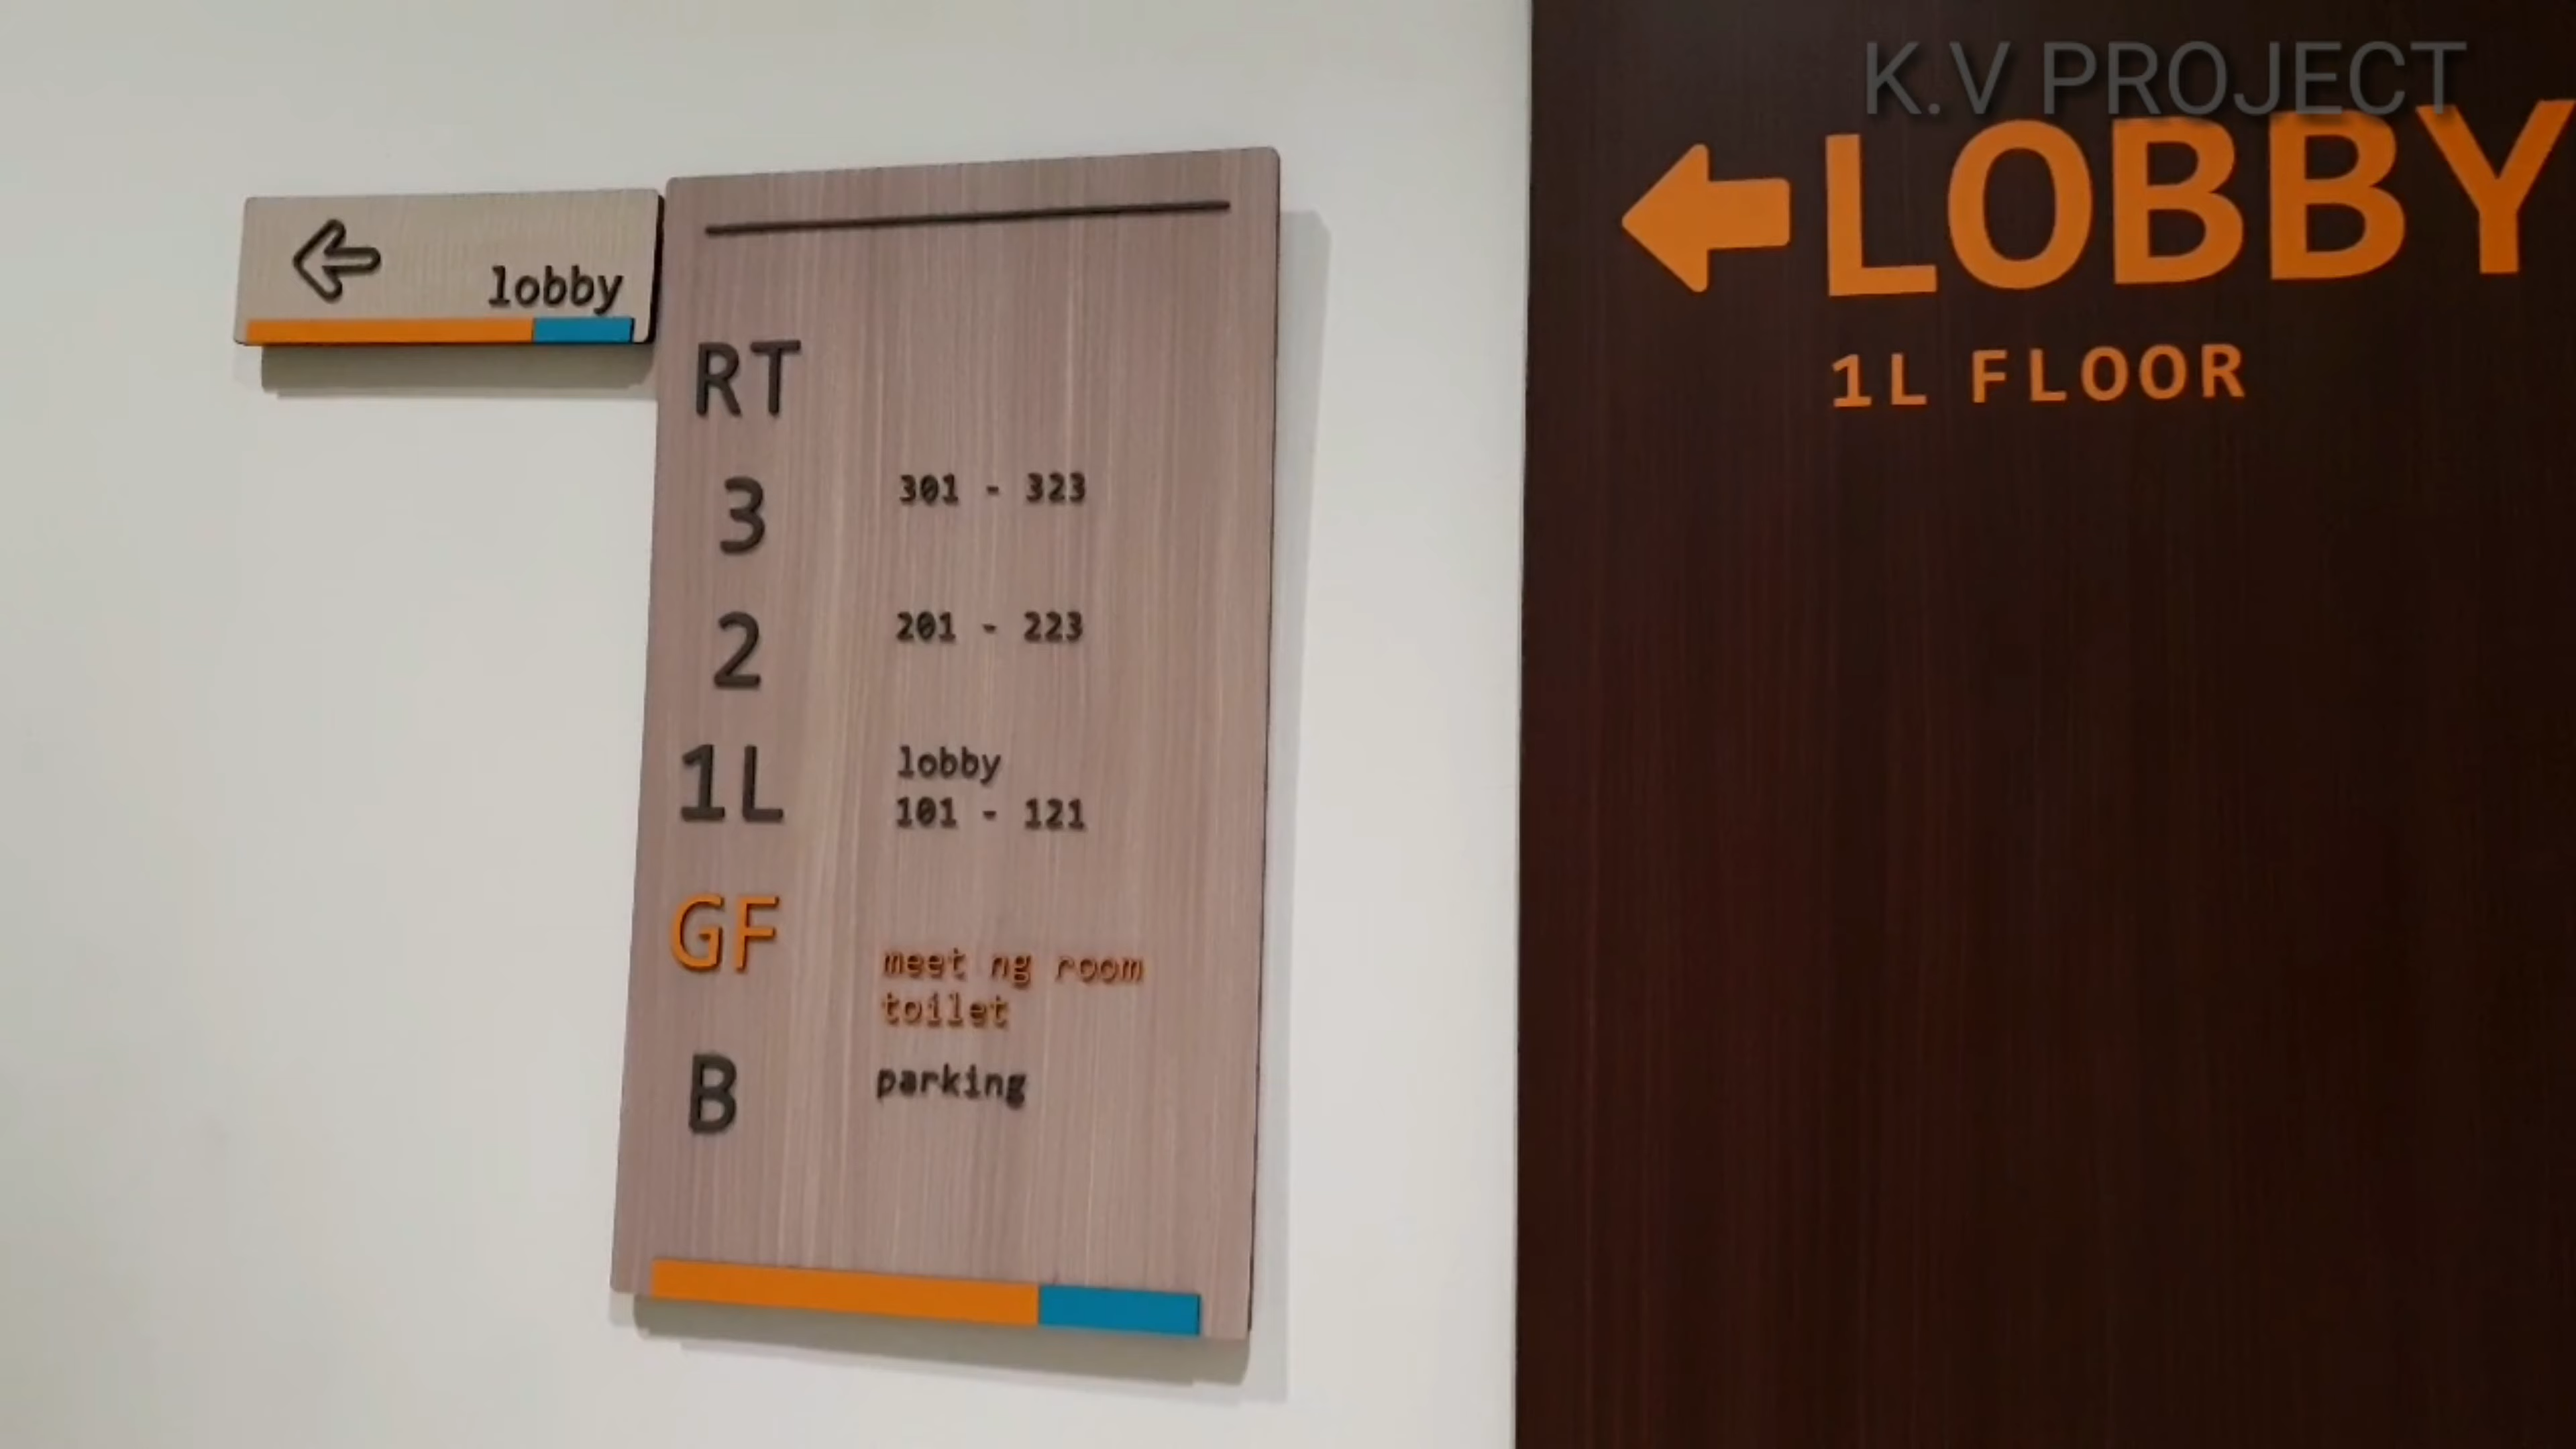 K.V PROJECT
lobby
LOBBY
1L FLOOR
RT
3 301 - 323
2 201 - 223
1L lobby
101 - 121
GF meet ng room
toilet
B parking